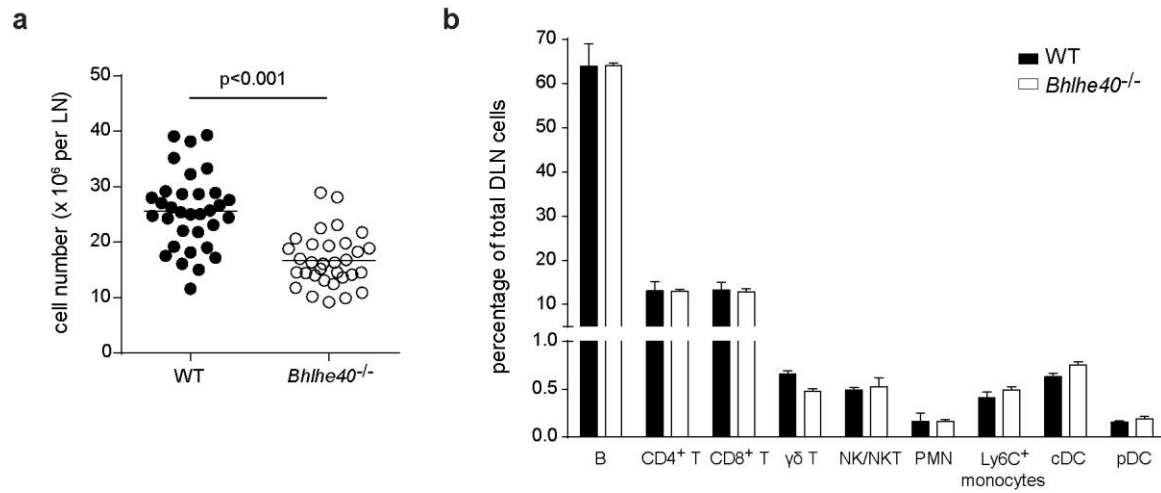 a
p<0.001
cell number (x 10⁶ per LN)
50
40
30
20
10
0
WT
Bhlhe40-/-
b
percentage of total DLN cells
70
60
50
40
30
20
10
1.0
0.5
0.0
WT
Bhlhe40-/-
B
CD4⁺ T
CD8⁺ T
γδ T
NK/NKT
PMN
Ly6C⁺
monocytes
cDC
pDC